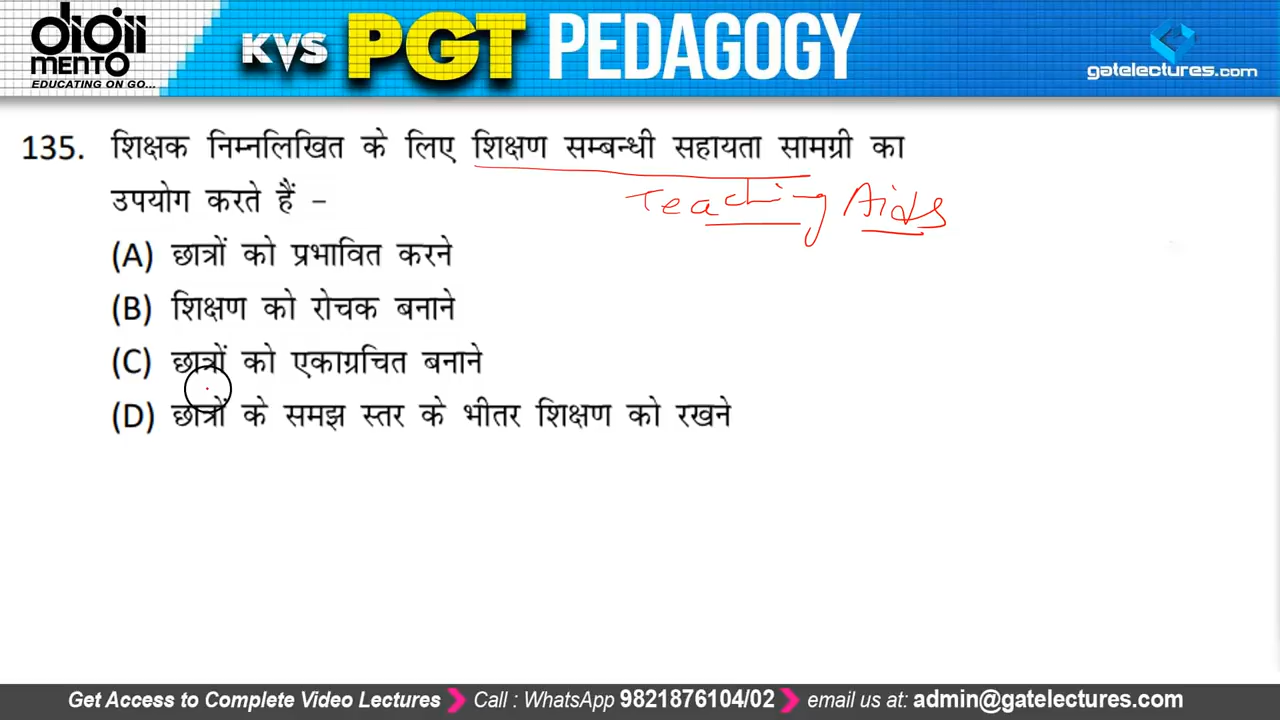 digii
MENTO
EDUCATING ON GO...
KVS PGT PEDAGOGY
gatelectures.com
135. शिक्षक निम्नलिखित के लिए शिक्षण सम्बन्धी सहायता सामग्री का
उपयोग करते हैं –
Teaching Aids
(A) छात्रों को प्रभावित करने
(B) शिक्षण को रोचक बनाने
(C) छात्रों को एकाग्रचित बनाने
(D) छात्रों के समझ स्तर के भीतर शिक्षण को रखने
Get Access to Complete Video Lectures Call : WhatsApp 9821876104/02 email us at: admin@gatelectures.com